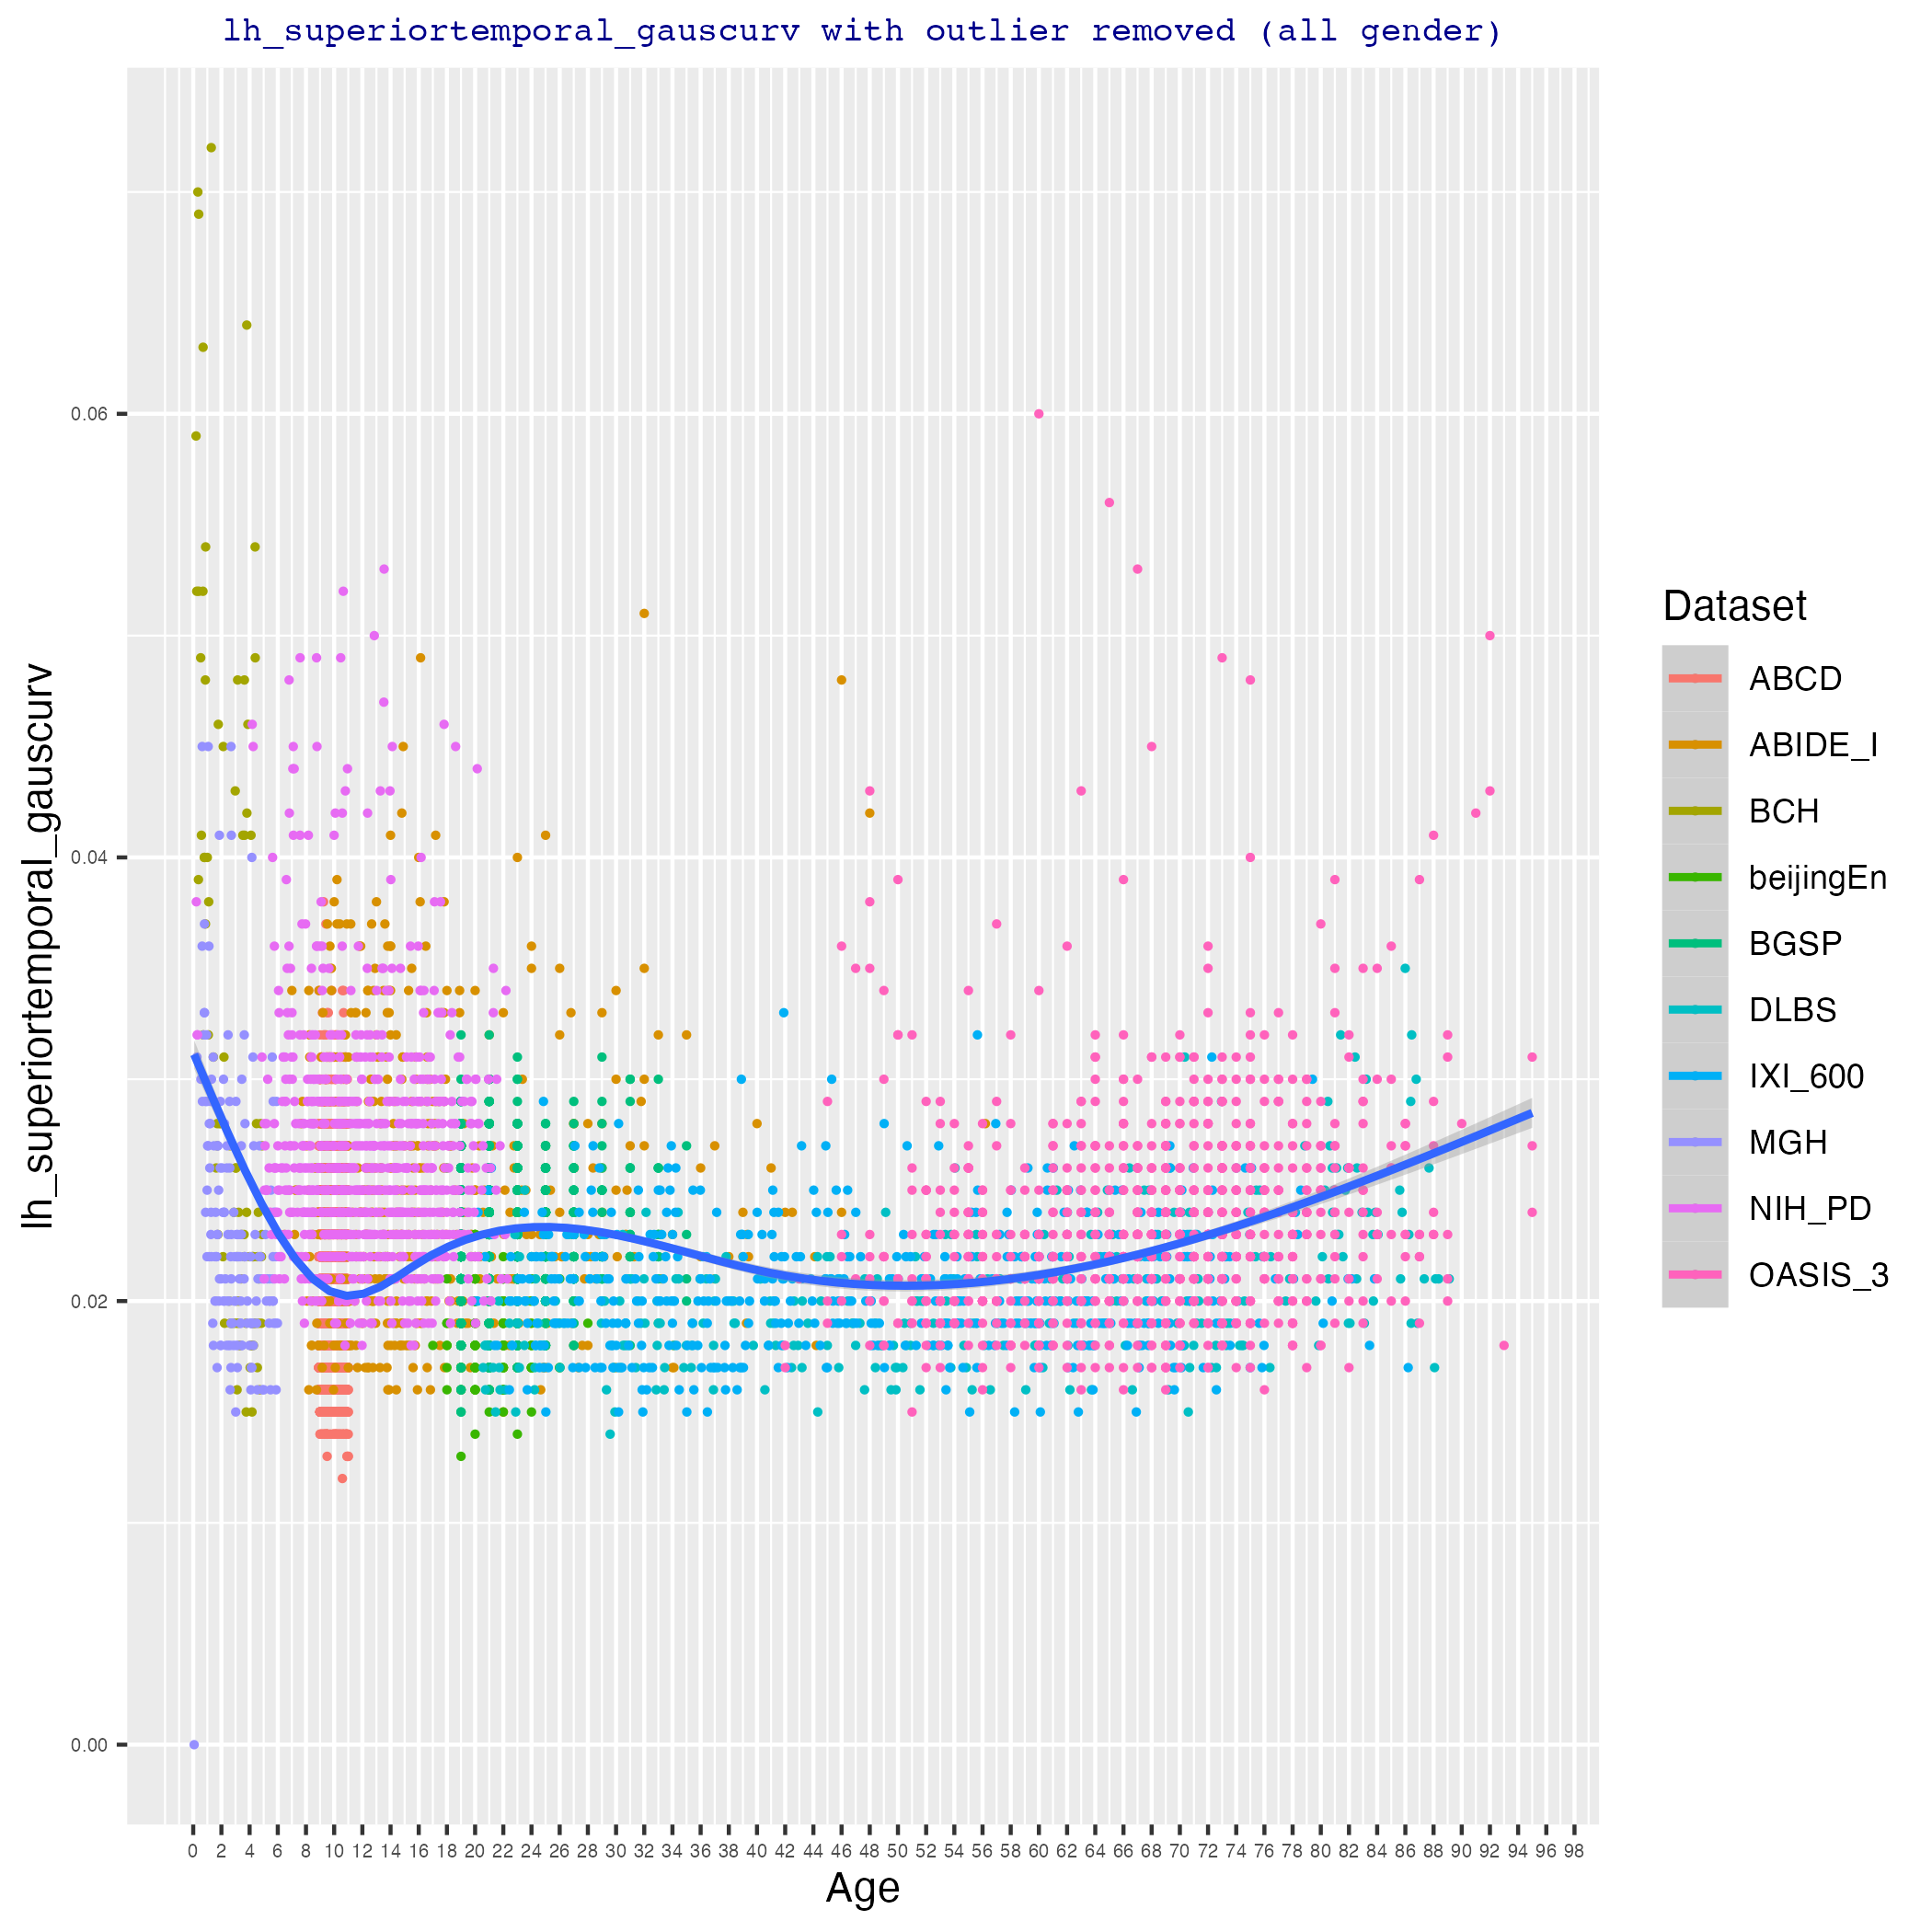 lh_superiortemporal_gauscurv with outlier removed (all gender)
lh_superiortemporal_gauscurv
0.06
0.04
0.02
0.00
0 2 4 6 8 10 12 14 16 18 20 22 24 26 28 30 32 34 36 38 40 42 44 46 48 50 52 54 56 58 60 62 64 66 68 70 72 74 76 78 80 82 84 86 88 90 92 94 96 98
Age
Dataset
ABCD
ABIDE_I
BCH
beijingEn
BGSP
DLBS
IXI_600
MGH
NIH_PD
OASIS_3